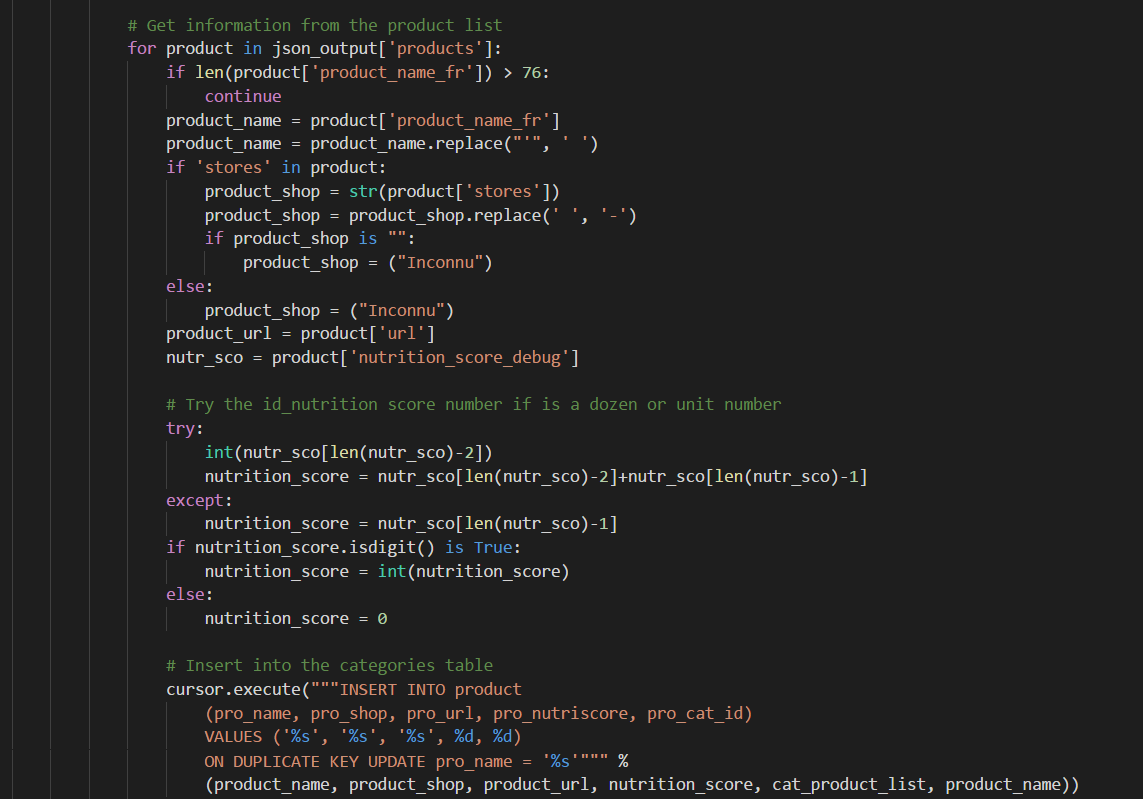 # Get information from the product list
for product in json_output['products']:
if len(product['product_name_fr']) > 76:
continue
product_name = product['product_name_fr']
product_name = product_name.replace("'", ' ')
if 'stores' in product:
product_shop = str(product['stores'])
product_shop = product_shop.replace(' ', '-')
if product_shop is "":
product_shop = ("Inconnu")
else:
product_shop = ("Inconnu")
product_url = product['url']
nutr_sco = product['nutrition_score_debug']
# Try the id_nutrition score number if is a dozen or unit number
try:
int(nutr_sco[len(nutr_sco)-2])
nutrition_score = nutr_sco[len(nutr_sco)-2]+nutr_sco[len(nutr_sco)-1]
except:
nutrition_score = nutr_sco[len(nutr_sco)-1]
if nutrition_score.isdigit() is True:
nutrition_score = int(nutrition_score)
else:
nutrition_score = 0
# Insert into the categories table
cursor.execute("""INSERT INTO product
(pro_name, pro_shop, pro_url, pro_nutriscore, pro_cat_id)
VALUES ('%s', '%s', '%s', %d, %d)
ON DUPLICATE KEY UPDATE pro_name = '%s'""" %
(product_name, product_shop, product_url, nutrition_score, cat_product_list, product_name))